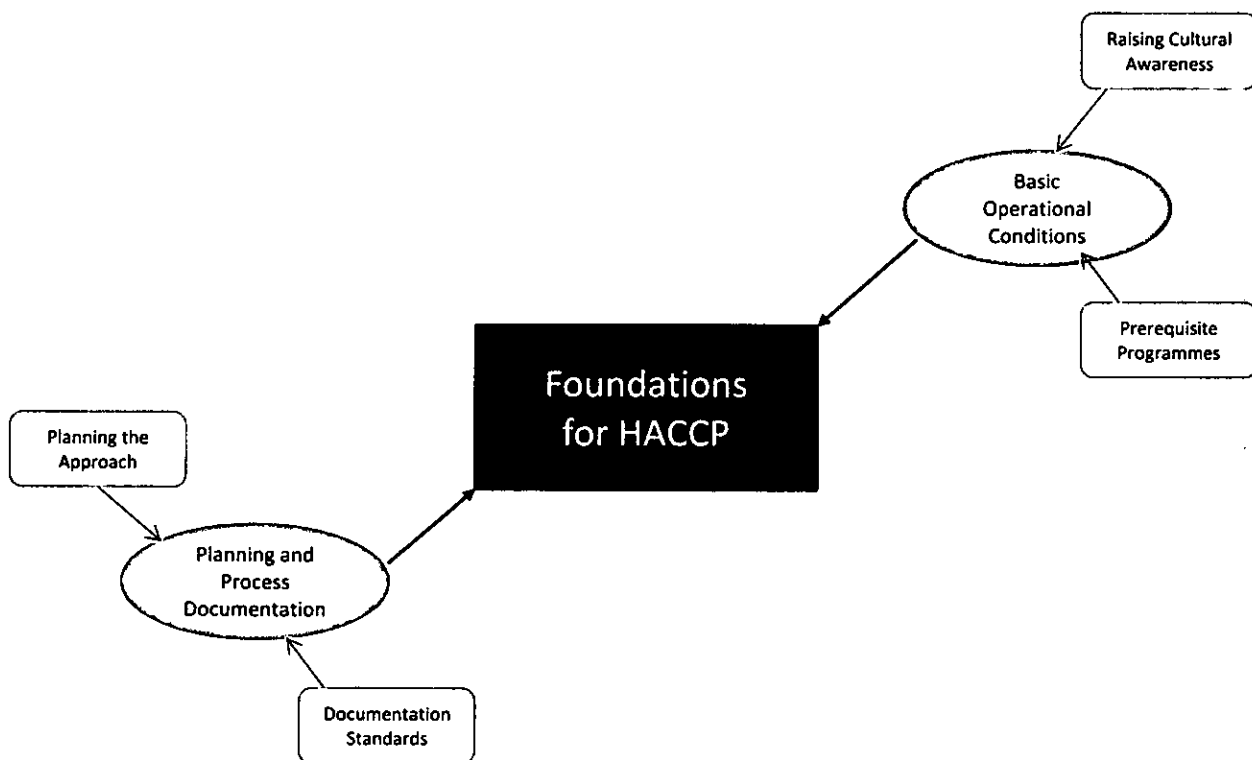 Raising Cultural
Awareness
Basic
Operational
Conditions
Prerequisite
Programmes
Foundations
for HACCP
Planning the
Approach
Planning and
Process
Documentation
Documentation
Standards